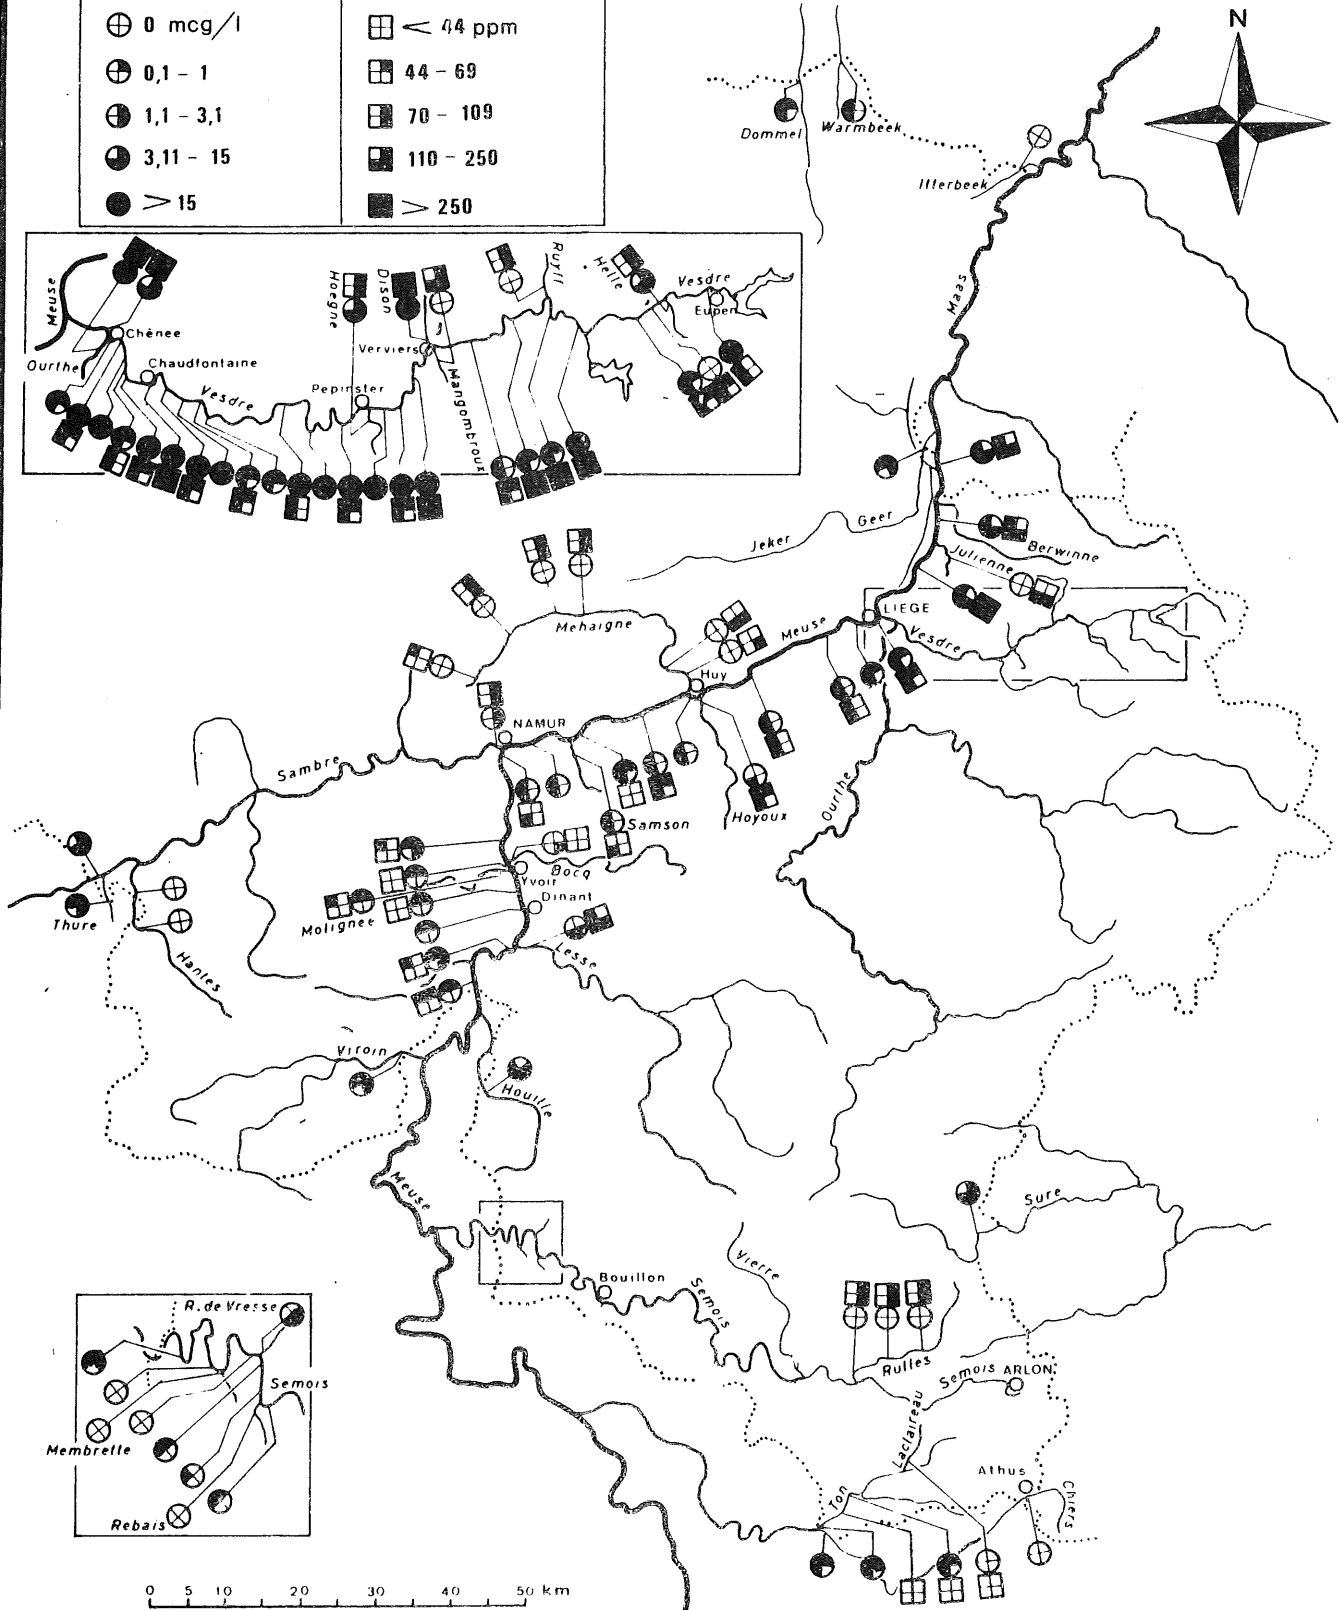 0 mcg/l
< 44 ppm
0,1 - 1
44 - 69
1,1 - 3,1
70 - 109
3,11 - 15
110 - 250
> 15
> 250
N
Dommel
Warmbeek
Itterbeek
Maas
Meuse
Chênee
Ourthe
Chaudfontaine
Vesdre
Hoegne
Dison
Verviers
Pepinster
Mangombroux
Ruyff
Helle
Vesdre
Eupen
Geer
Jeker
Berwinne
Julienne
LIEGE
Vesdre
Mehaigne
Meuse
Huy
NAMUR
Sambre
Samson
Hoyoux
Ourthe
Bocq
Yvoir
Dinant
Molignee
Lesse
Thure
Hantes
Viroin
Houille
Meuse
Sure
Vierre
Bouillon
Semois
Rulles
Semois
ARLON
Laclaireau
Ton
Athus
Chiers
R. de Vresse
Semois
Membrette
Rebais
0 5 10 20 30 40 50 km